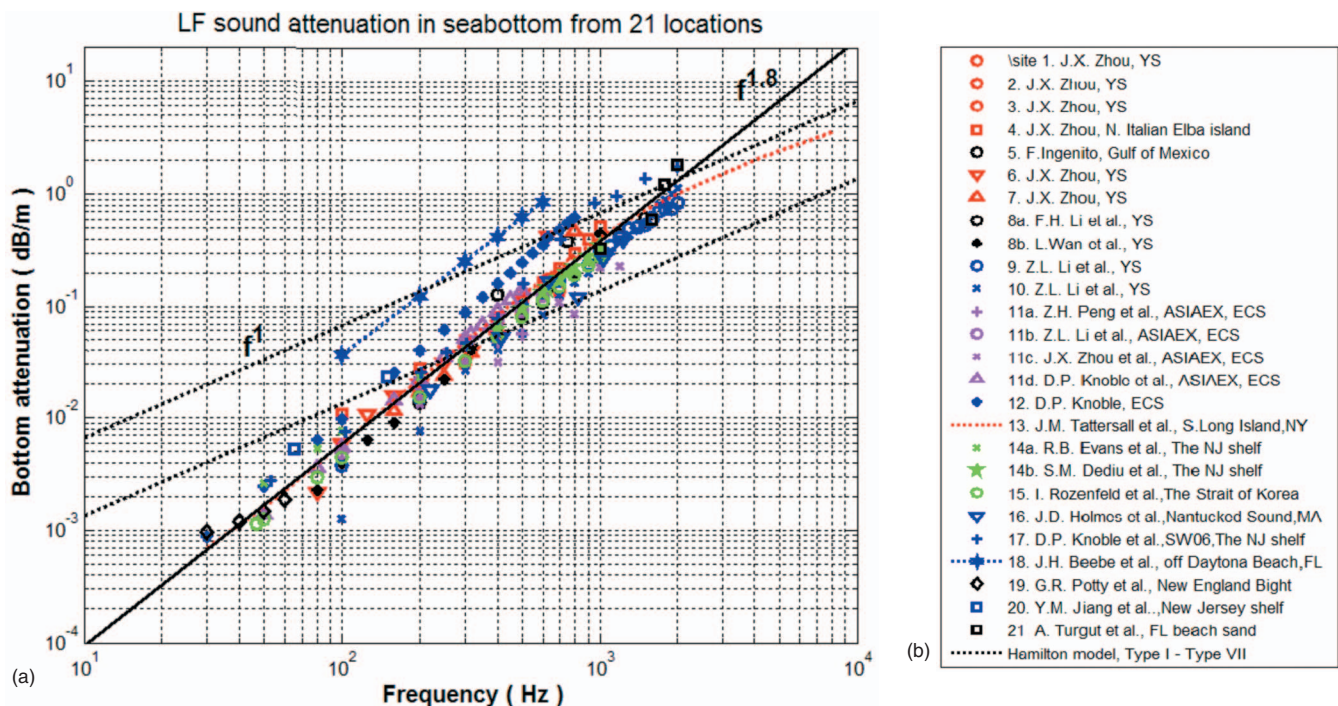 LF sound attenuation in seabottom from 21 locations
10^1
10^0
10^-1
10^-2
10^-3
10^-4
Bottom attenuation ( dB/m )
f^1.8
f^1
10^1
10^2
10^3
10^4
Frequency ( Hz )
(a)
\site 1. J.X. Zhou, YS
2. J.X. Zhou, YS
3. J.X. Zhou, YS
4. J.X. Zhou, N. Italian Elba island
5. F.Ingenito, Gulf of Mexico
6. J.X. Zhou, YS
7. J.X. Zhou, YS
8a. F.H. Li et al., YS
8b. L.Wan et al., YS
9. Z.L. Li et al., YS
10. Z.L. Li et al., YS
11a. Z.H. Peng et al., ASIAEX, ECS
11b. Z.L. Li et al., ASIAEX, ECS
11c. J.X. Zhou et al., ASIAEX, ECS
11d. D.P. Knoble et al., ASIAEX, ECS
12. D.P. Knoble, ECS
13. J.M. Tattersall et al., S.Long Island,NY
14a. R.B. Evans et al., The NJ shelf
14b. S.M. Dediu et al., The NJ shelf
15. I. Rozenfeld et al.,The Strait of Korea
16. J.D. Holmos et al.,Nantucked Sound,MA
17. D.P. Knoble et al.,SW06,The NJ shelf
18. J.H. Beebe et al., off Daytona Beach,FL
19. G.R. Potty et al., New England Bight
20. Y.M. Jiang et al.,,New Jersey shelf
21 A. Turgut et al., FL beach sand
Hamilton model, Type I - Type VII
(b)